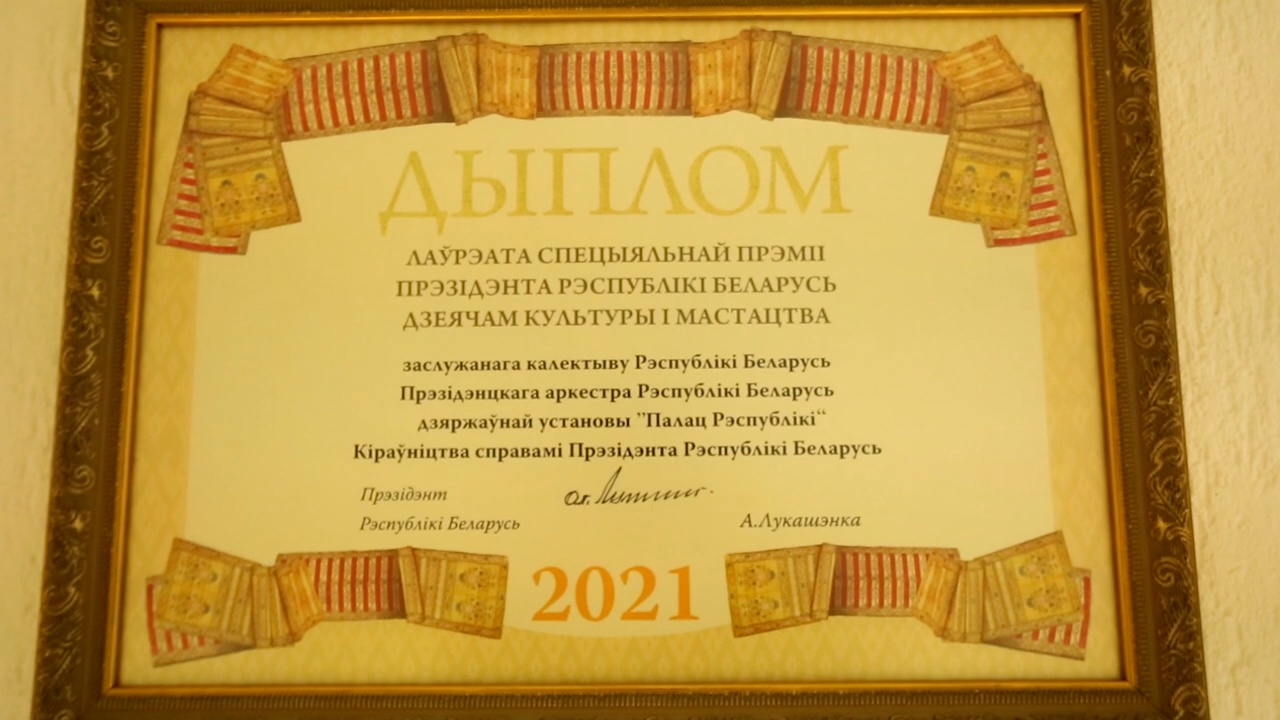 ДЫПЛОМ
ЛАЎРЭАТА СПЕЦЫЯЛЬНАЙ ПРЭМІІ
ПРЭЗІДЭНТА РЭСПУБЛІКІ БЕЛАРУСЬ
ДЗЕЯЧАМ КУЛЬТУРЫ І МАСТАЦТВА
заслужанага калектыву Рэспублікі Беларусь
Прэзідэнцкага аркестра Рэспублікі Беларусь
дзяржаўнай установы "Палац Рэспублікі“
Кіраўніцтва справамі Прэзідэнта Рэспублікі Беларусь
Прэзідэнт
Рэспублікі Беларусь
А.Лукашэнка
2021